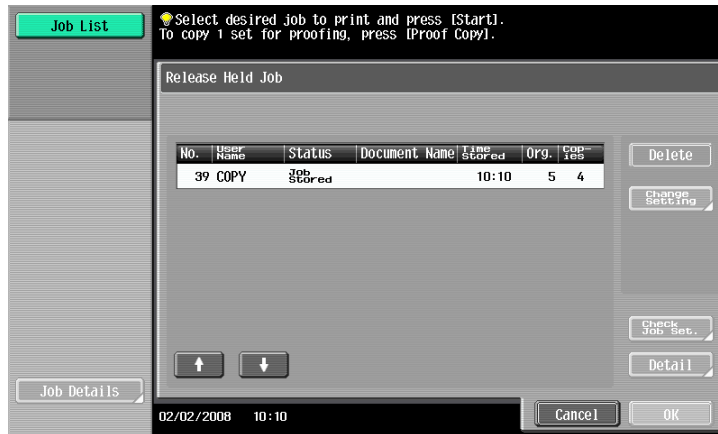 Job List
Select desired job to print and press [Start].
To copy 1 set for proofing, press [Proof Copy].
Release Held Job
No. User Name Status Document Name Time Stored Org. Cop-ies
39 COPY Job Stored 10:10 5 4
Delete
Change Setting
Check Job Set.
Detail
Job Details
02/02/2008 10:10
Cancel
OK